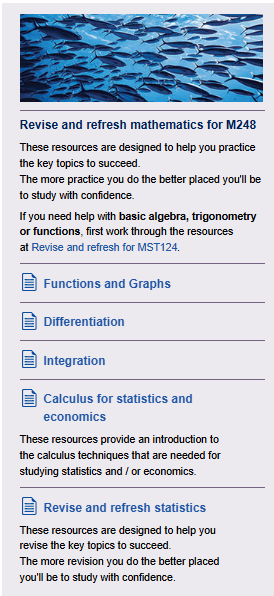 Revise and refresh mathematics for M248
These resources are designed to help you practice
the key topics to succeed.
The more practice you do the better placed you'll be
to study with confidence.
If you need help with basic algebra, trigonometry
or functions, first work through the resources
at Revise and refresh for MST124.
Functions and Graphs
Differentiation
Integration
Calculus for statistics and
economics
These resources provide an introduction to
the calculus techniques that are needed for
studying statistics and / or economics.
Revise and refresh statistics
These resources are designed to help you
revise the key topics to succeed.
The more revision you do the better placed
you'll be to study with confidence.